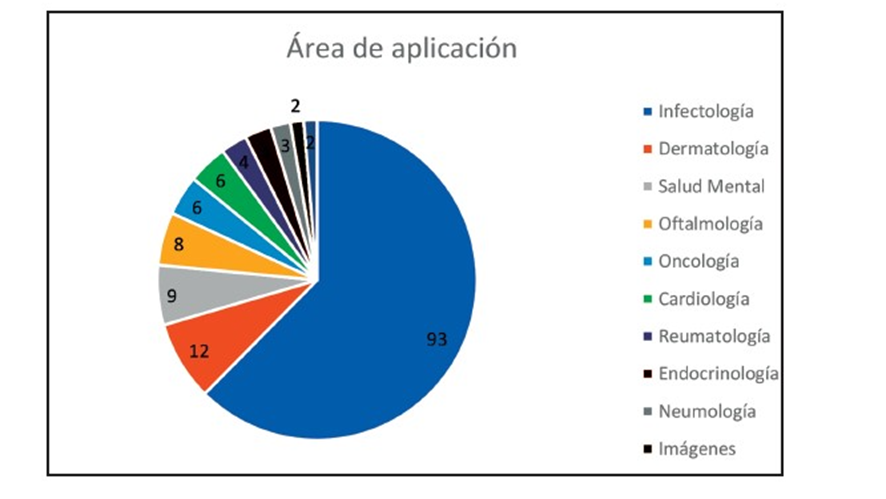 Área de aplicación
2
2
3
4
6
6
8
9
12
93
Infectología
Dermatología
Salud Mental
Oftalmología
Oncología
Cardiología
Reumatología
Endocrinología
Neumología
Imágenes